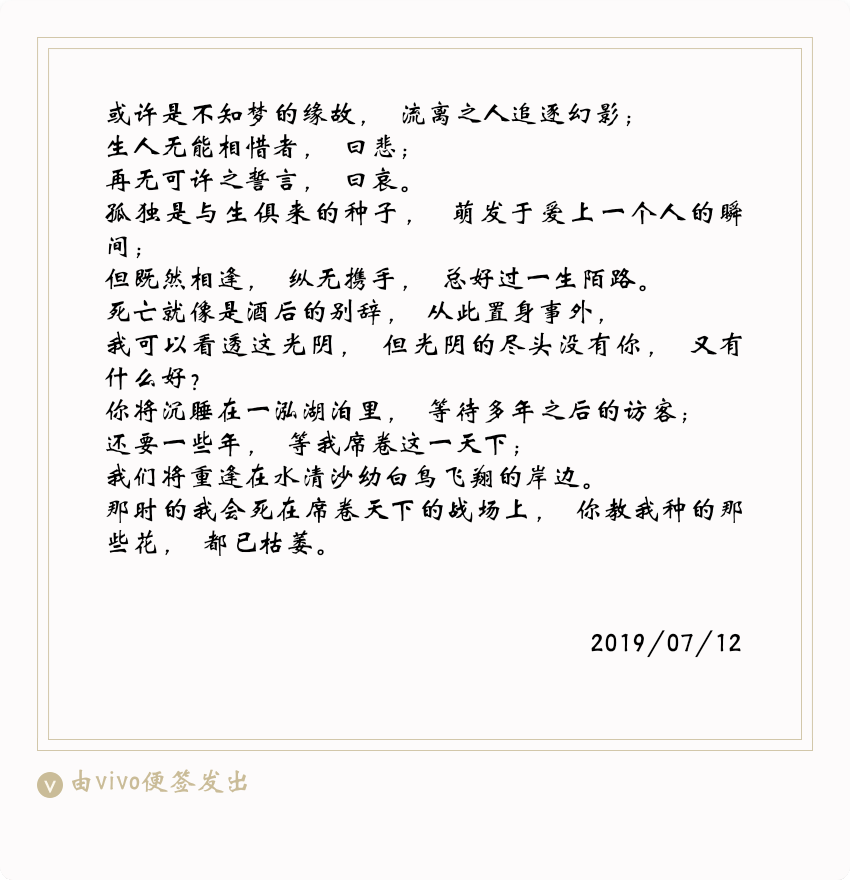 或许是不知梦的缘故， 流离之人追逐幻影；
生人无能相惜者， 曰悲；
再无可许之誓言， 曰哀。
孤独是与生俱来的种子， 萌发于爱上一个人的瞬
间；
但既然相逢， 纵无携手， 总好过一生陌路。
死亡就像是酒后的别辞， 从此置身事外，
我可以看透这光阴， 但光阴的尽头没有你， 又有
什么好？
你将沉睡在一泓湖泊里， 等待多年之后的访客；
还要一些年， 等我席卷这一天下；
我们将重逢在水清沙幼白鸟飞翔的岸边。
那时的我会死在席卷天下的战场上， 你教我种的那
些花， 都已枯萎。
2019/07/12
由vivo便签发出